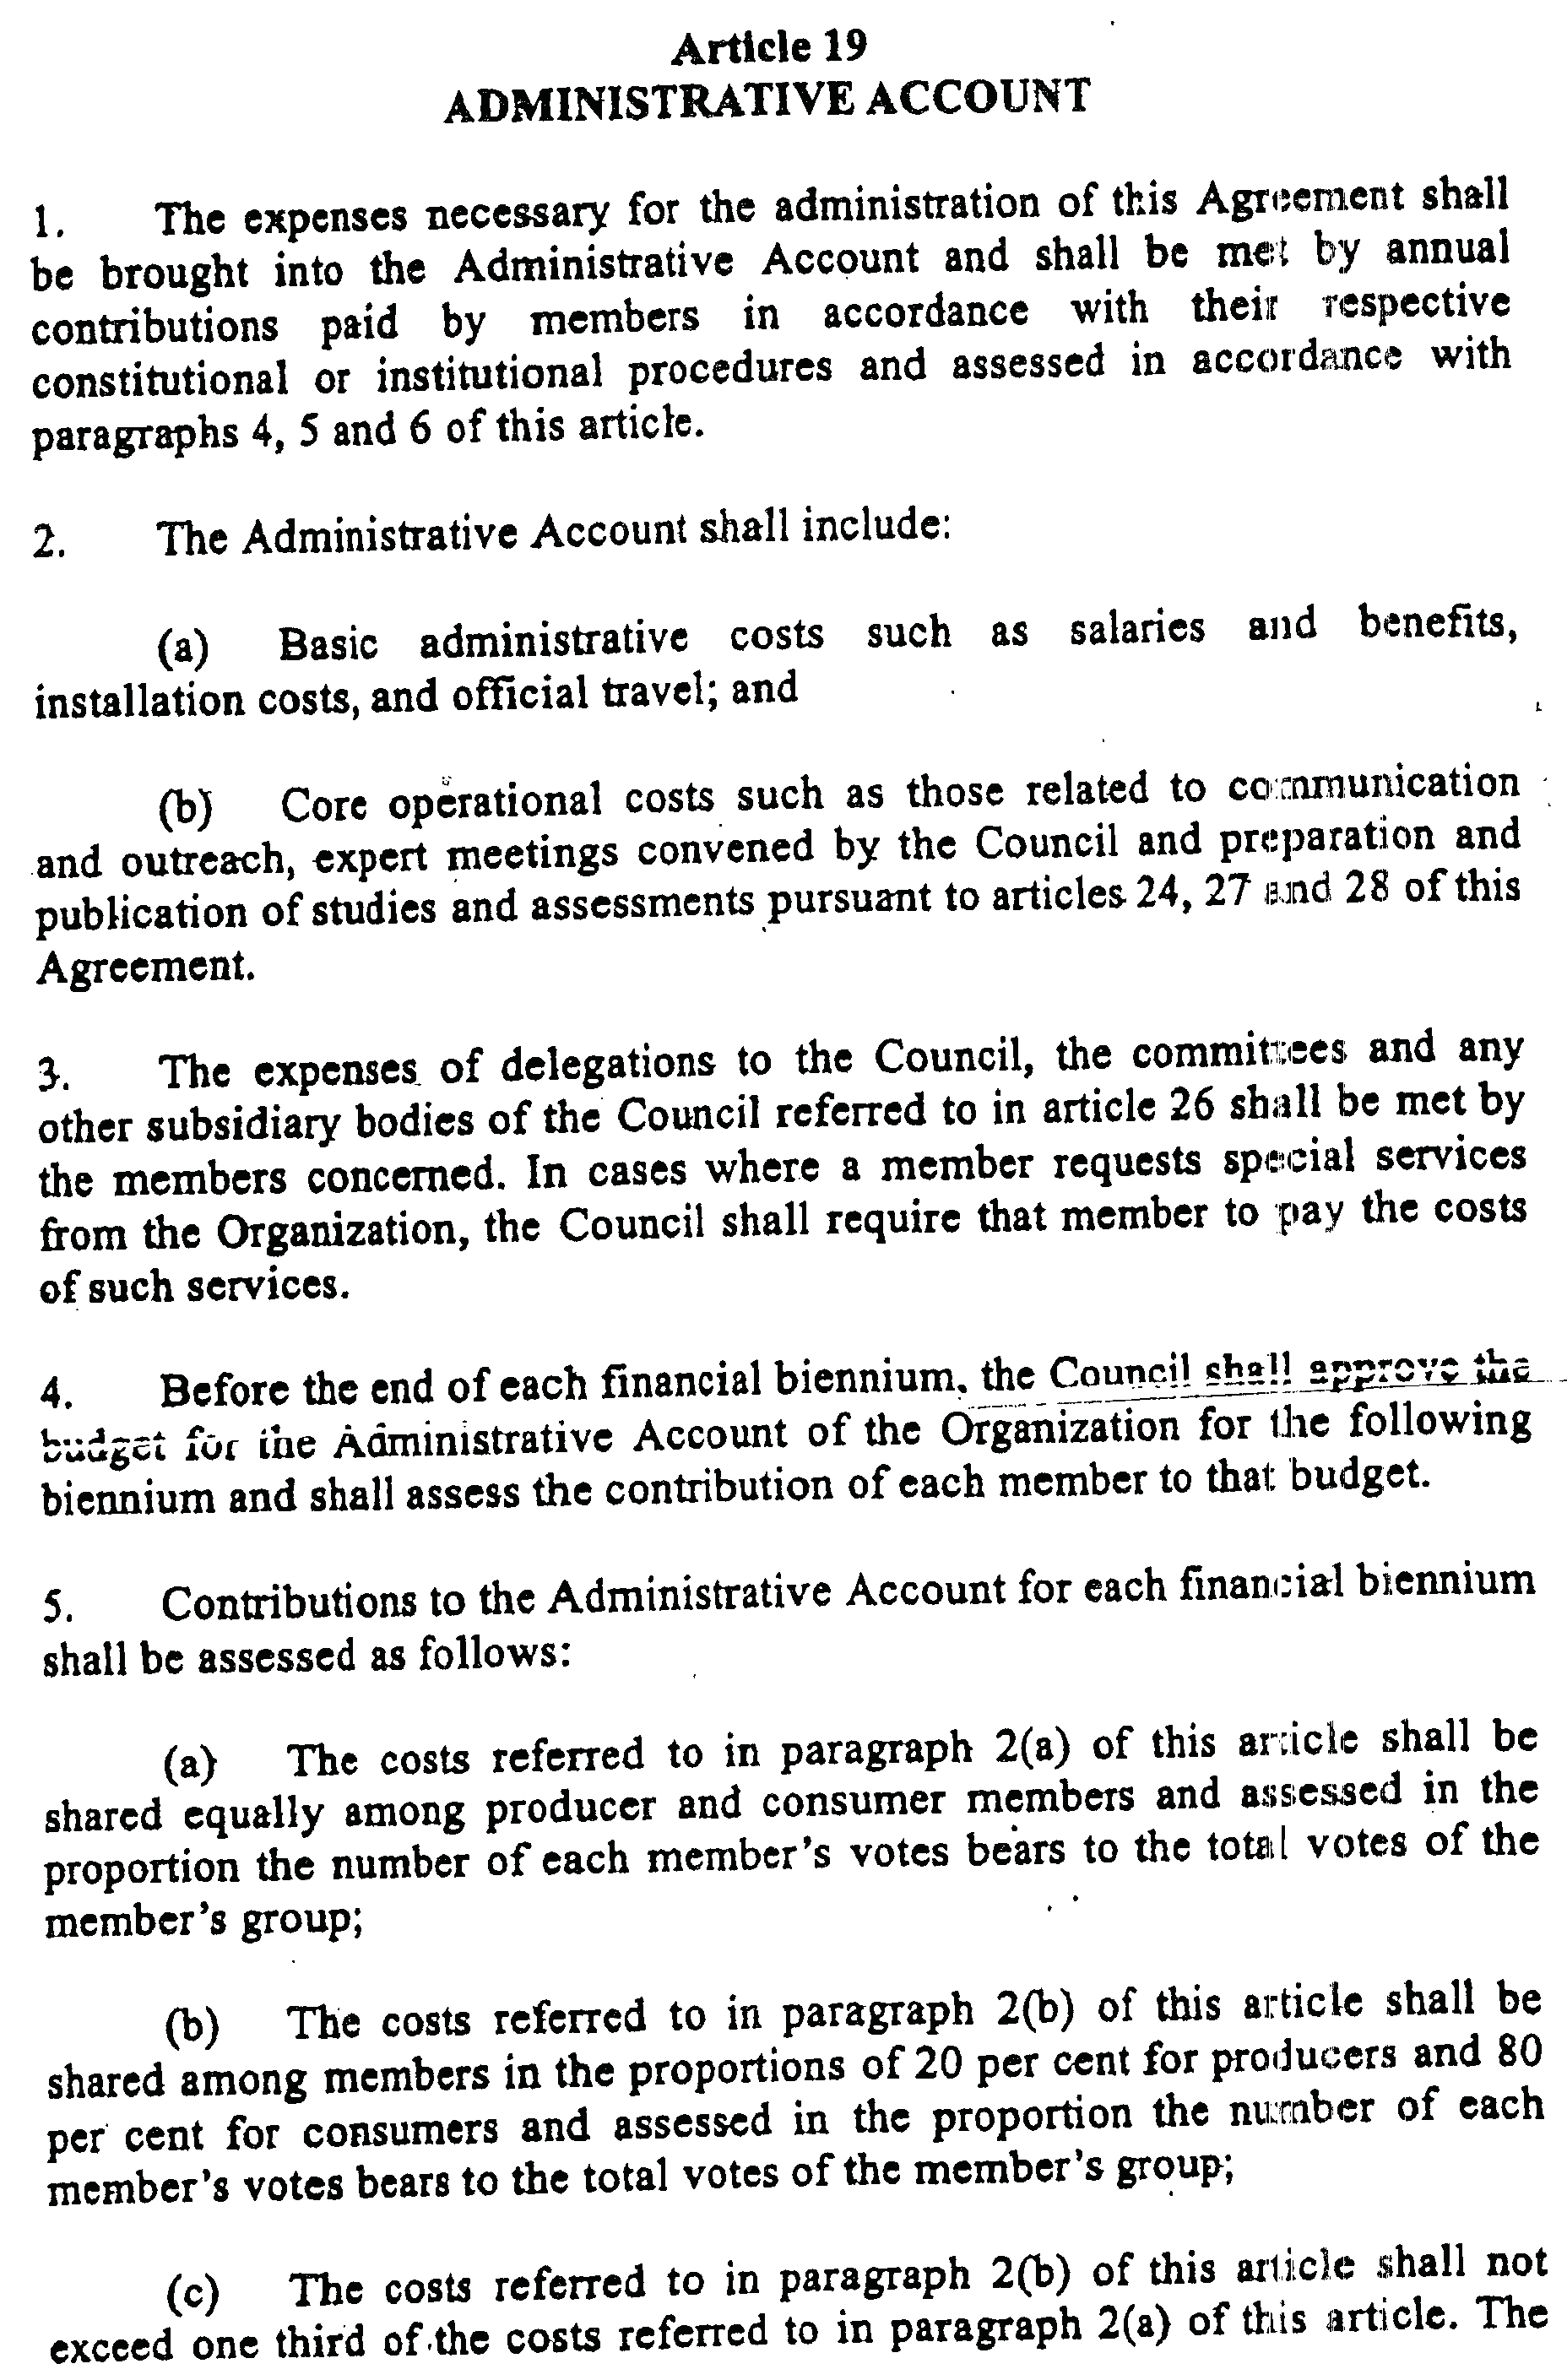 Article 19
ADMINISTRATIVE ACCOUNT
1. The expenses necessary for the administration of this Agreement shall
be brought into the Administrative Account and shall be met by annual
contributions paid by members in accordance with their respective
constitutional or institutional procedures and assessed in accordance with
paragraphs 4, 5 and 6 of this article.
2. The Administrative Account shall include:
(a) Basic administrative costs such as salaries and benefits,
installation costs, and official travel; and
(b) Core operational costs such as those related to communication
and outreach, expert meetings convened by the Council and preparation and
publication of studies and assessments pursuant to articles 24, 27 and 28 of this
Agreement.
3. The expenses of delegations to the Council, the committees and any
other subsidiary bodies of the Council referred to in article 26 shall be met by
the members concerned. In cases where a member requests special services
from the Organization, the Council shall require that member to pay the costs
of such services.
4. Before the end of each financial biennium, the Council shall approve the
budget for the Administrative Account of the Organization for the following
biennium and shall assess the contribution of each member to that budget.
5. Contributions to the Administrative Account for each financial biennium
shall be assessed as follows:
(a) The costs referred to in paragraph 2(a) of this article shall be
shared equally among producer and consumer members and assessed in the
proportion the number of each member's votes bears to the total votes of the
member's group;
(b) The costs referred to in paragraph 2(b) of this article shall be
shared among members in the proportions of 20 per cent for producers and 80
per cent for consumers and assessed in the proportion the number of each
member's votes bears to the total votes of the member's group;
(c) The costs referred to in paragraph 2(b) of this article shall not
exceed one third of the costs referred to in paragraph 2(a) of this article. The